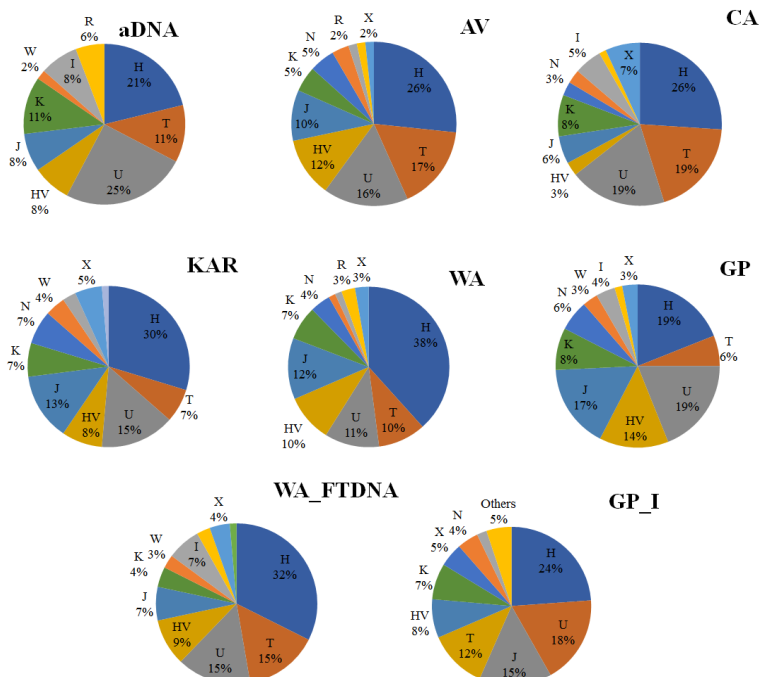 aDNA
R
6%
W
2%
I
8%
H
21%
K
11%
T
11%
J
8%
HV
8%
U
25%
AV
X
2%
R
2%
N
5%
K
5%
H
26%
J
10%
HV
12%
U
16%
T
17%
CA
I
5%
X
7%
N
3%
H
26%
K
8%
J
6%
HV
3%
U
19%
T
19%
KAR
X
5%
W
4%
N
7%
H
30%
K
7%
J
13%
T
7%
HV
8%
U
15%
WA
X
3%
R
3%
N
4%
K
7%
H
38%
J
12%
HV
10%
U
11%
T
10%
GP
X
3%
I
4%
W
3%
N
6%
H
19%
T
6%
K
8%
J
17%
U
19%
HV
14%
WA_FTDNA
X
4%
W
3%
I
7%
K
4%
H
32%
J
7%
HV
9%
U
15%
T
15%
GP_I
Others
5%
N
4%
X
5%
H
24%
K
7%
HV
8%
U
18%
T
12%
J
15%